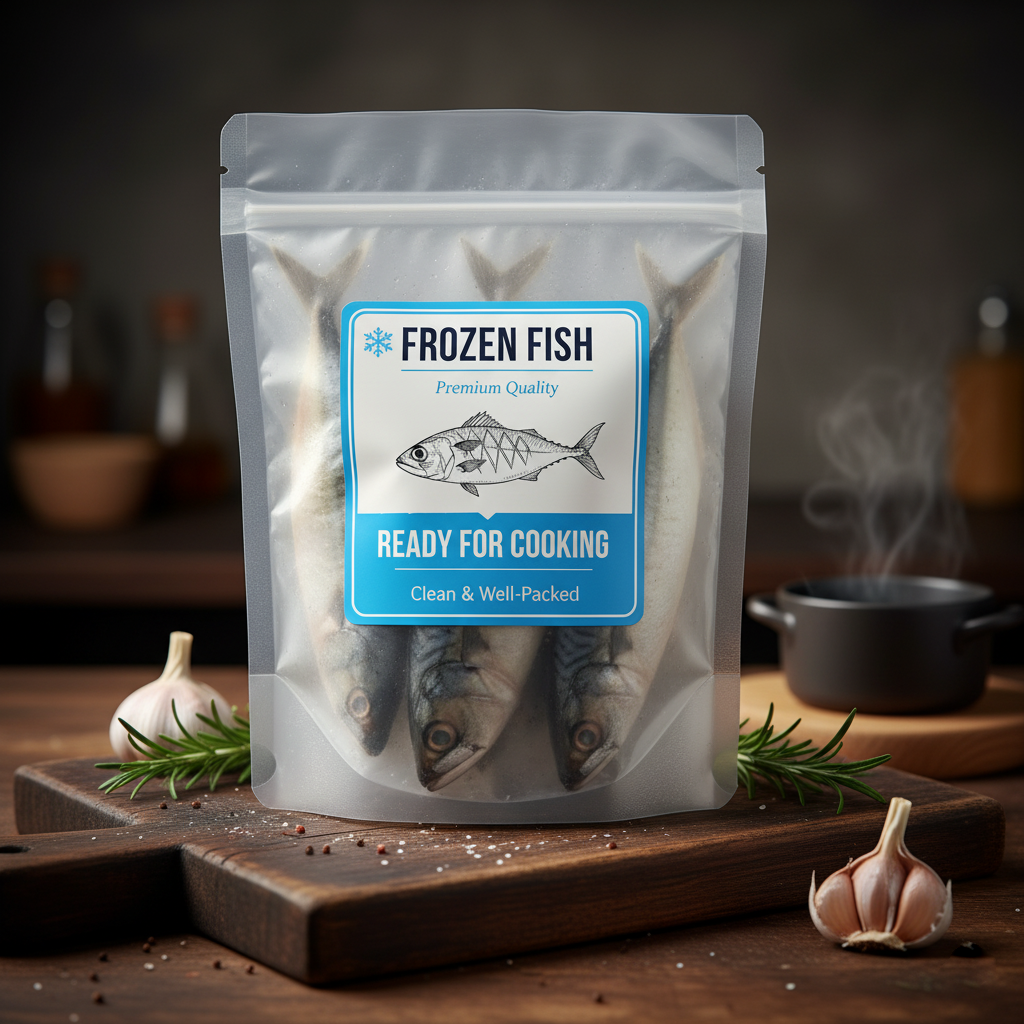 FROZEN FISH
Premium Quality
READY FOR COOKING
Clean & Well-Packed